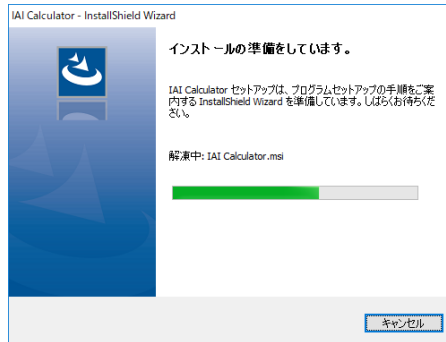 IAI Calculator - InstallShield Wizard
インストールの準備をしています。
IAI Calculator セットアップは、プログラムセットアップの手順をご案
内する InstallShield Wizard を準備しています。しばらくお待ちくだ
さい。
解凍中: IAI Calculator.msi
キャンセル